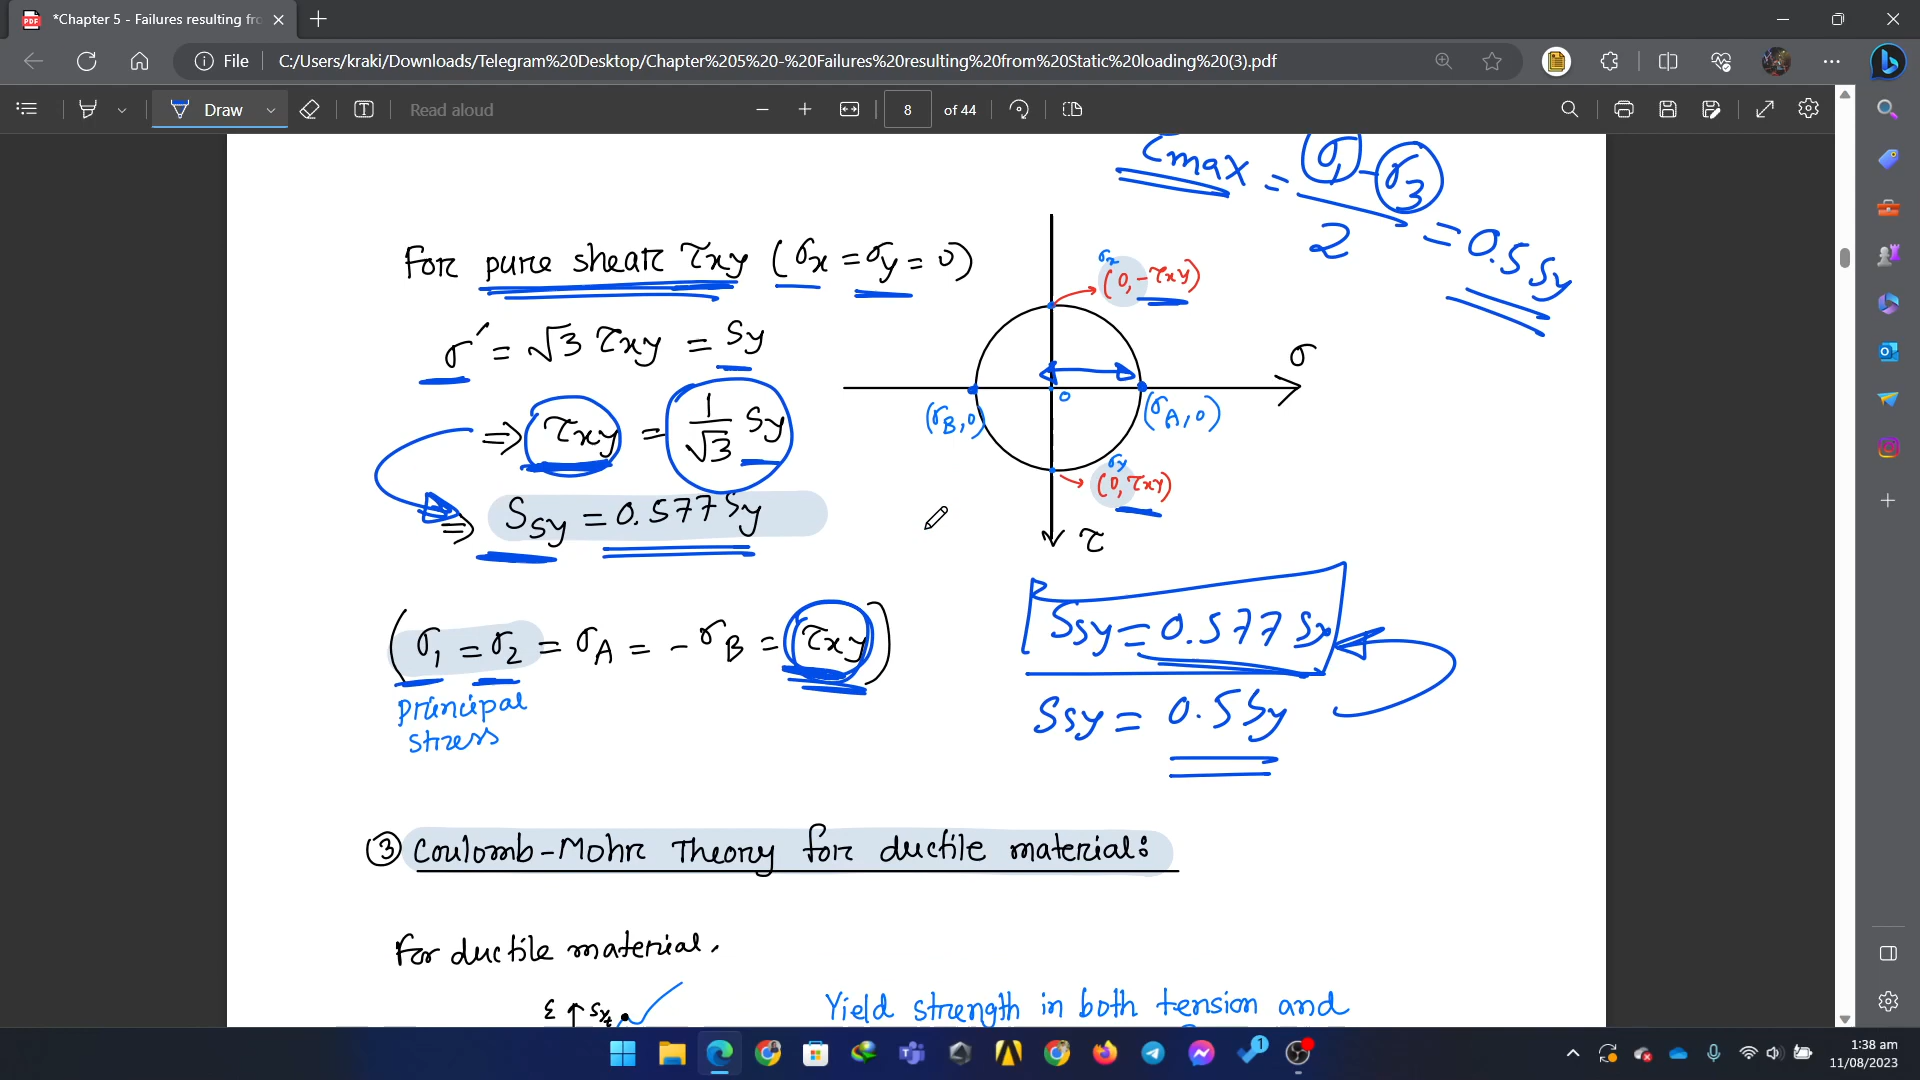 *Chapter 5 - Failures resulting fro
File
C:/Users/kraki/Downloads/Telegram%20Desktop/Chapter%205%20-%20Failures%20resulting%20from%20Static%20loading%20(3).pdf
Draw
Read aloud
8 of 44
τmax = (σ1 - σ3)/2 = 0.5 Sy
For pure shear τxy (σx = σy = 0)
σx
(0, -τxy)
σ' = √3 τxy = Sy
σ
(σB, 0) 0 (σA, 0)
⇒ τxy = 1/√3 Sy
σy
(0, τxy)
⇒ Ssy = 0.577 Sy
τ
(σ1 = σ2 = σA = -σB = τxy)
Principal
stress
Ssy = 0.577 Sy
Ssy = 0.5 Sy
③ Coulomb-Mohr Theory for ductile material:
For ductile material,
Yield strength in both tension and
1
1:38 am
11/08/2023